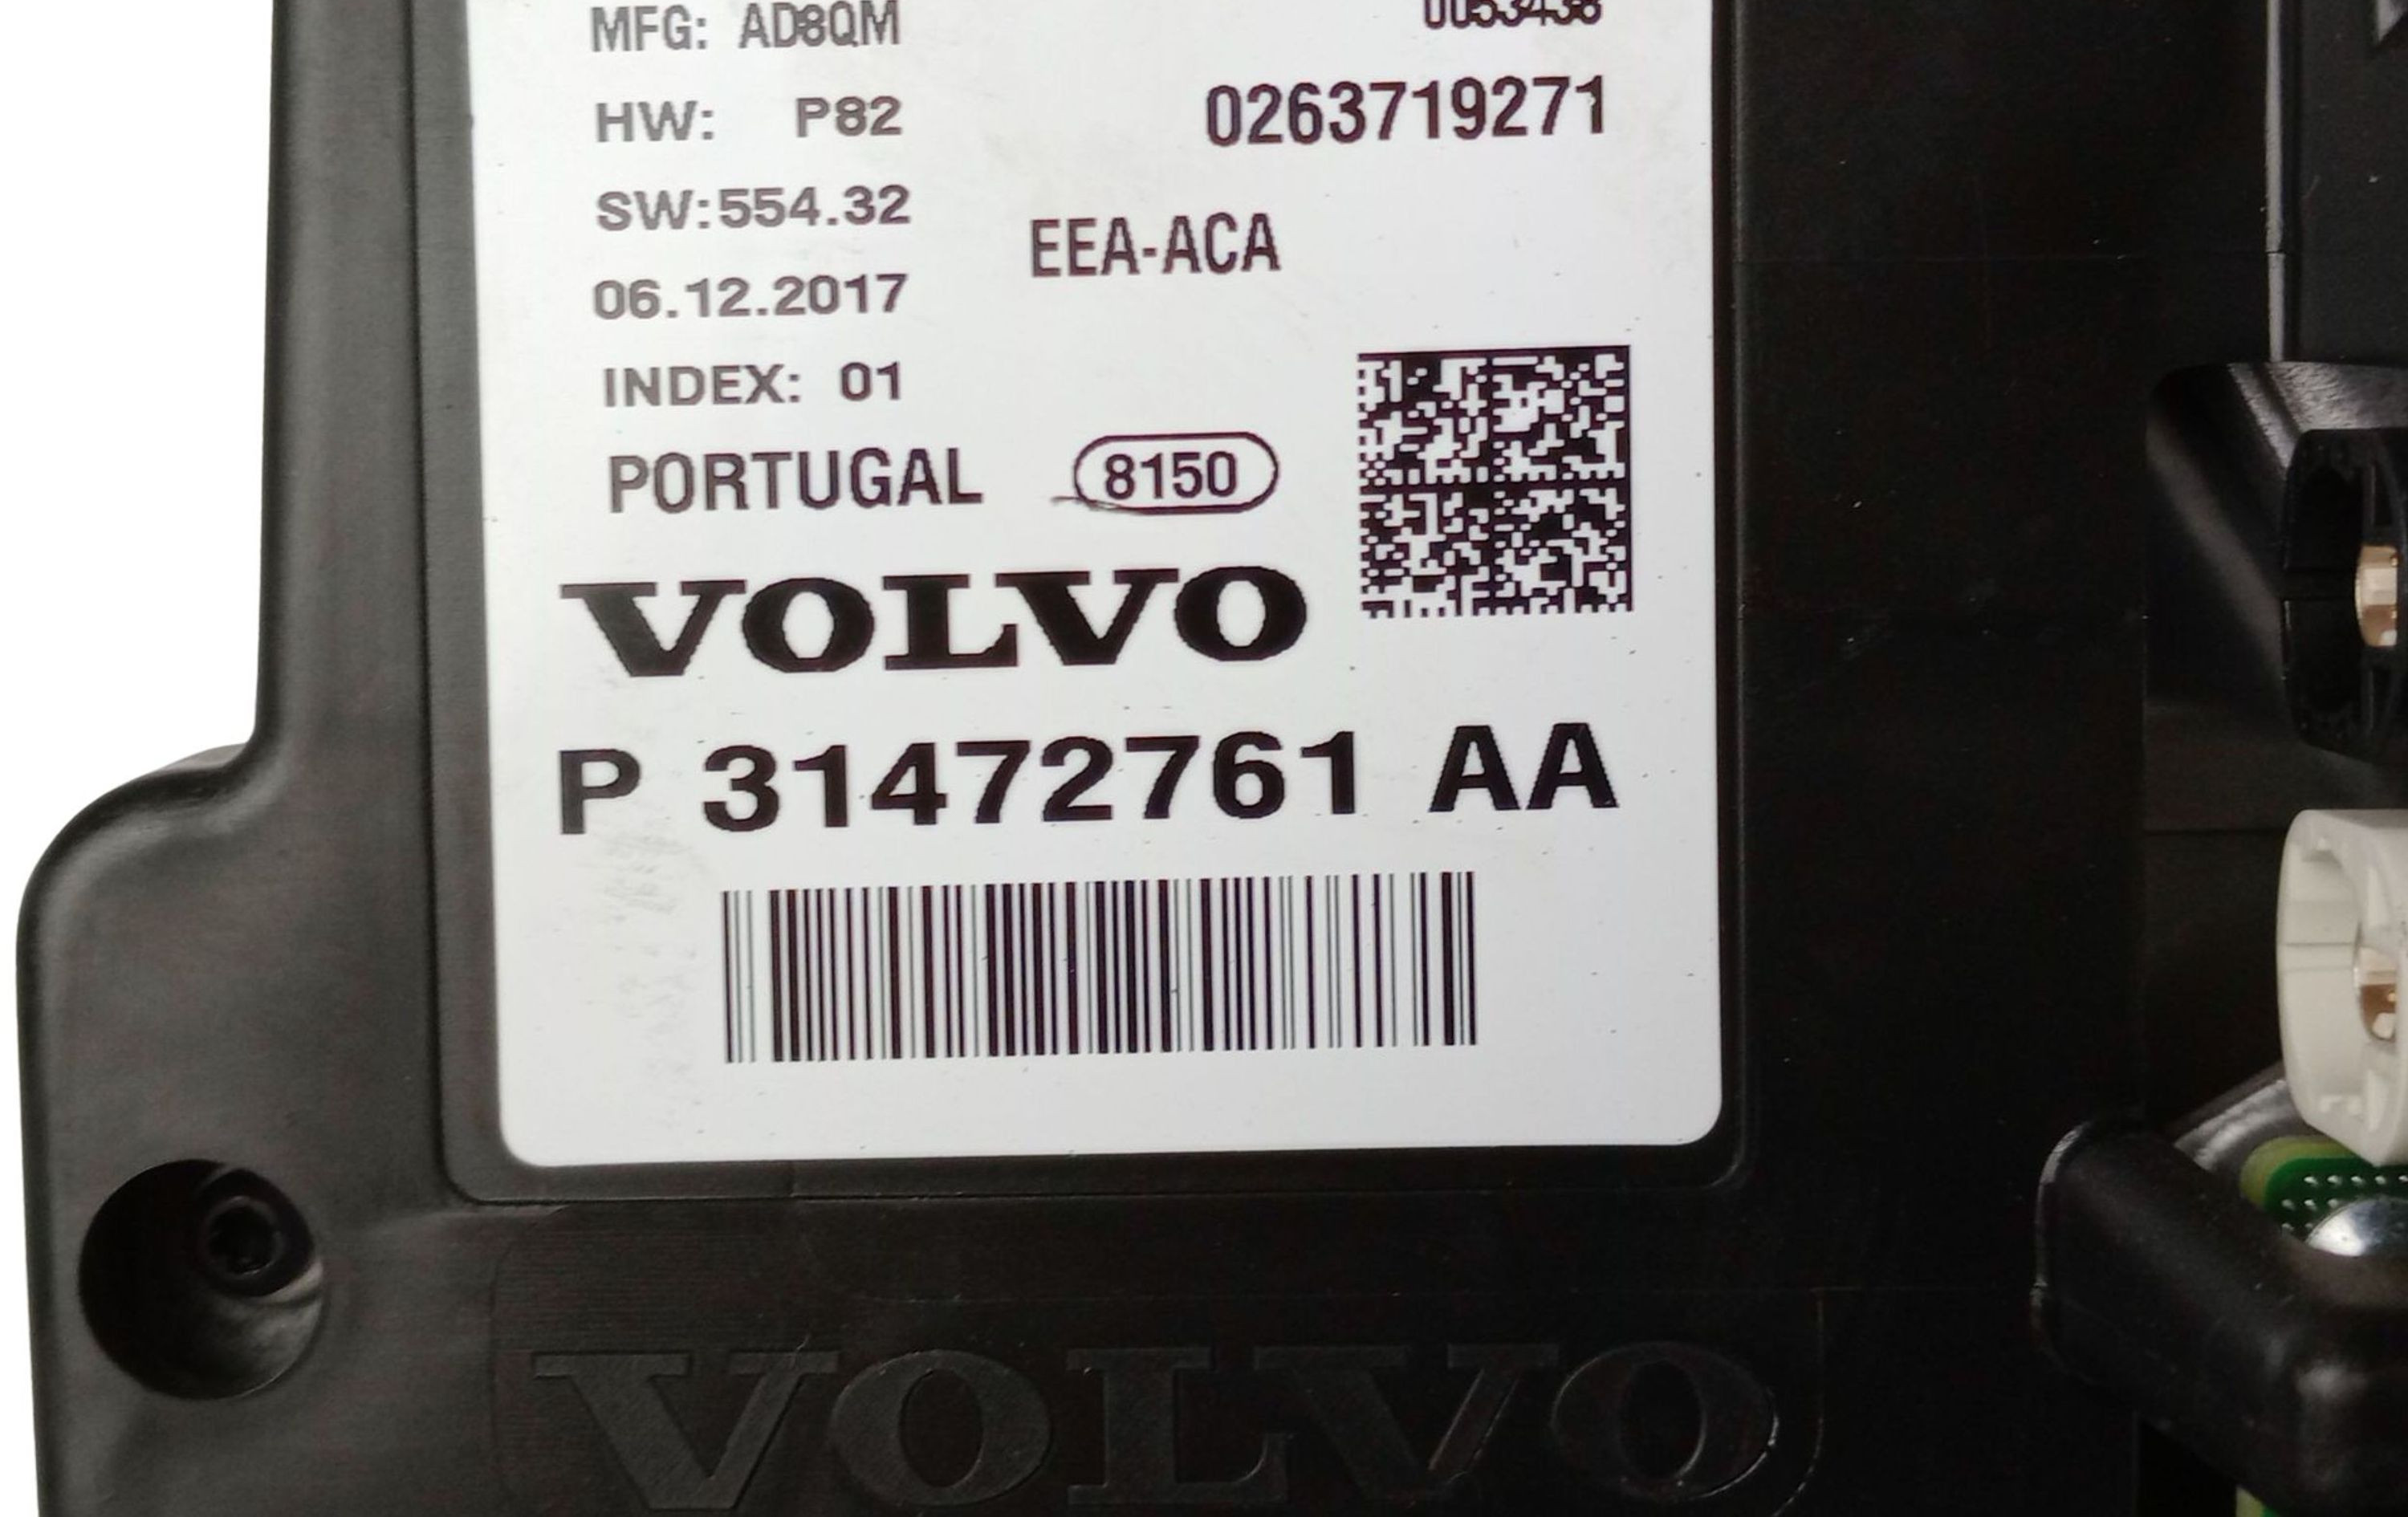 MFG: AD8QM
0053438
HW: P82
0263719271
SW:554.32
EEA-ACA
06.12.2017
INDEX: 01
PORTUGAL
8150
VOLVO
P 31472761 AA
VOLVO